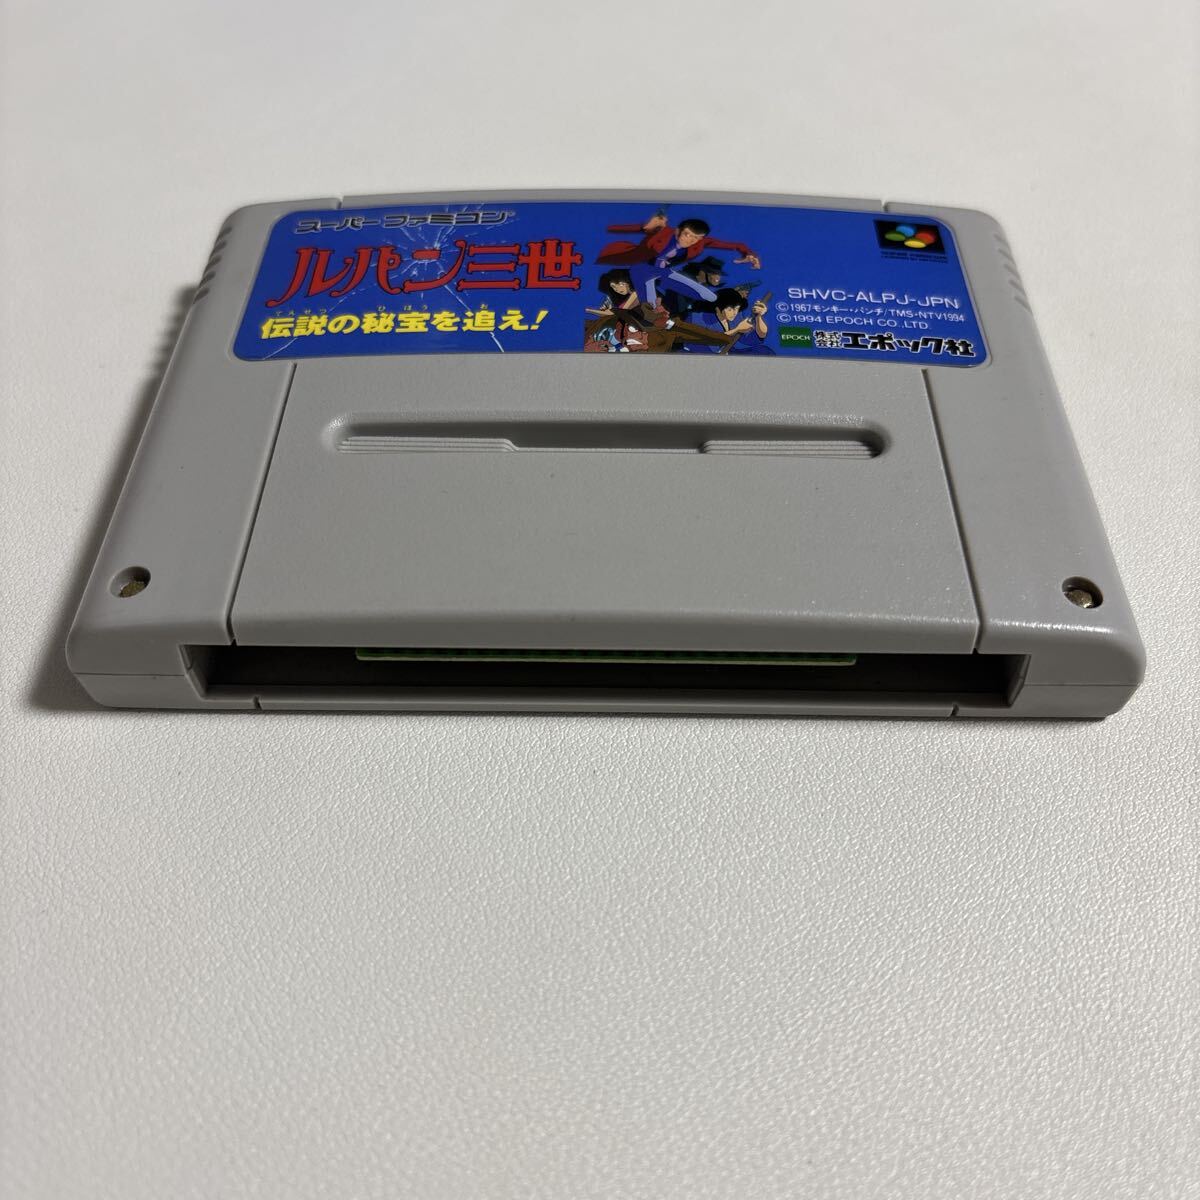 スーパーファミコン
ルパン三世
でんせつ ひほう お
伝説の秘宝を追え!
SHVC-ALPJ-JPN
©1967モンキー・パンチ/TMS・NTV1994
©1994 EPOCH CO.,LTD.
EPOCH 株式会社エポック社